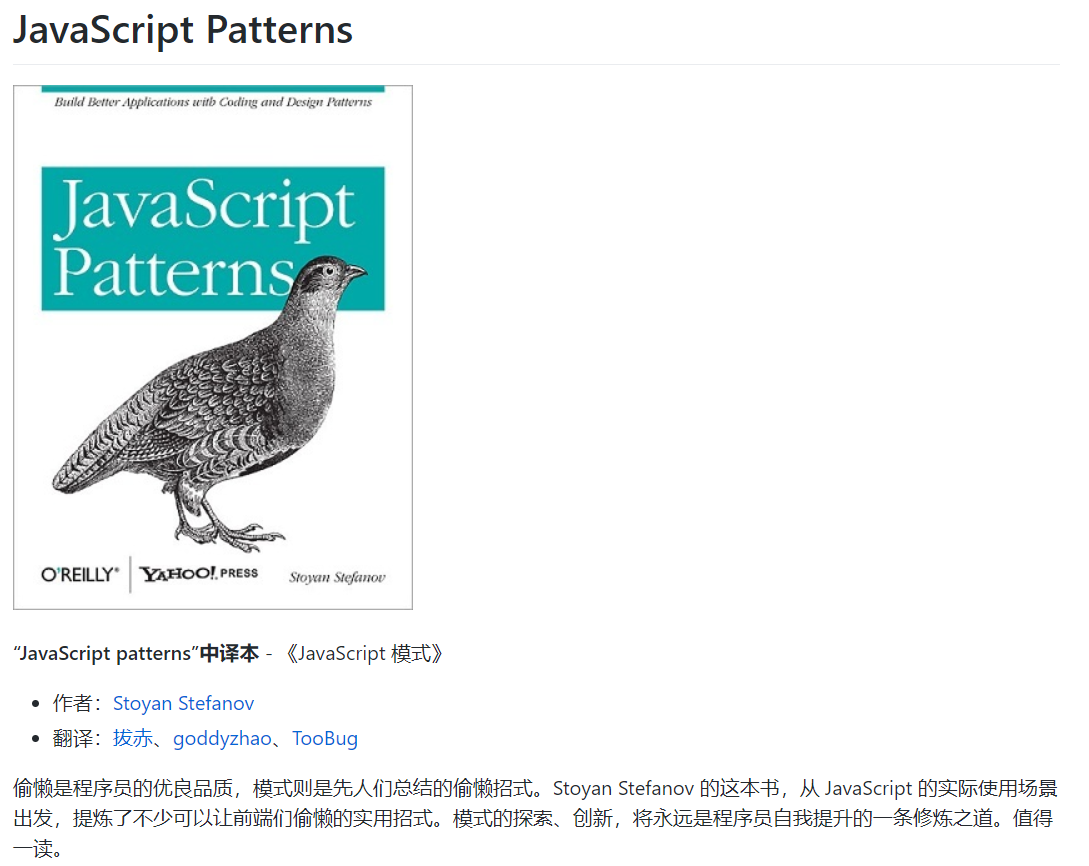 JavaScript Patterns
Build Better Applications with Coding and Design Patterns
JavaScript
Patterns
O'REILLY® YAHOO! PRESS Stoyan Stefanov
“JavaScript patterns”中译本 - 《JavaScript 模式》
作者：Stoyan Stefanov
翻译：拔赤、goddyzhao、TooBug
偷懒是程序员的优良品质，模式则是先人们总结的偷懒招式。Stoyan Stefanov 的这本书，从 JavaScript 的实际使用场景
出发，提炼了不少可以让前端们偷懒的实用招式。模式的探索、创新，将永远是程序员自我提升的一条修炼之道。值得
一读。